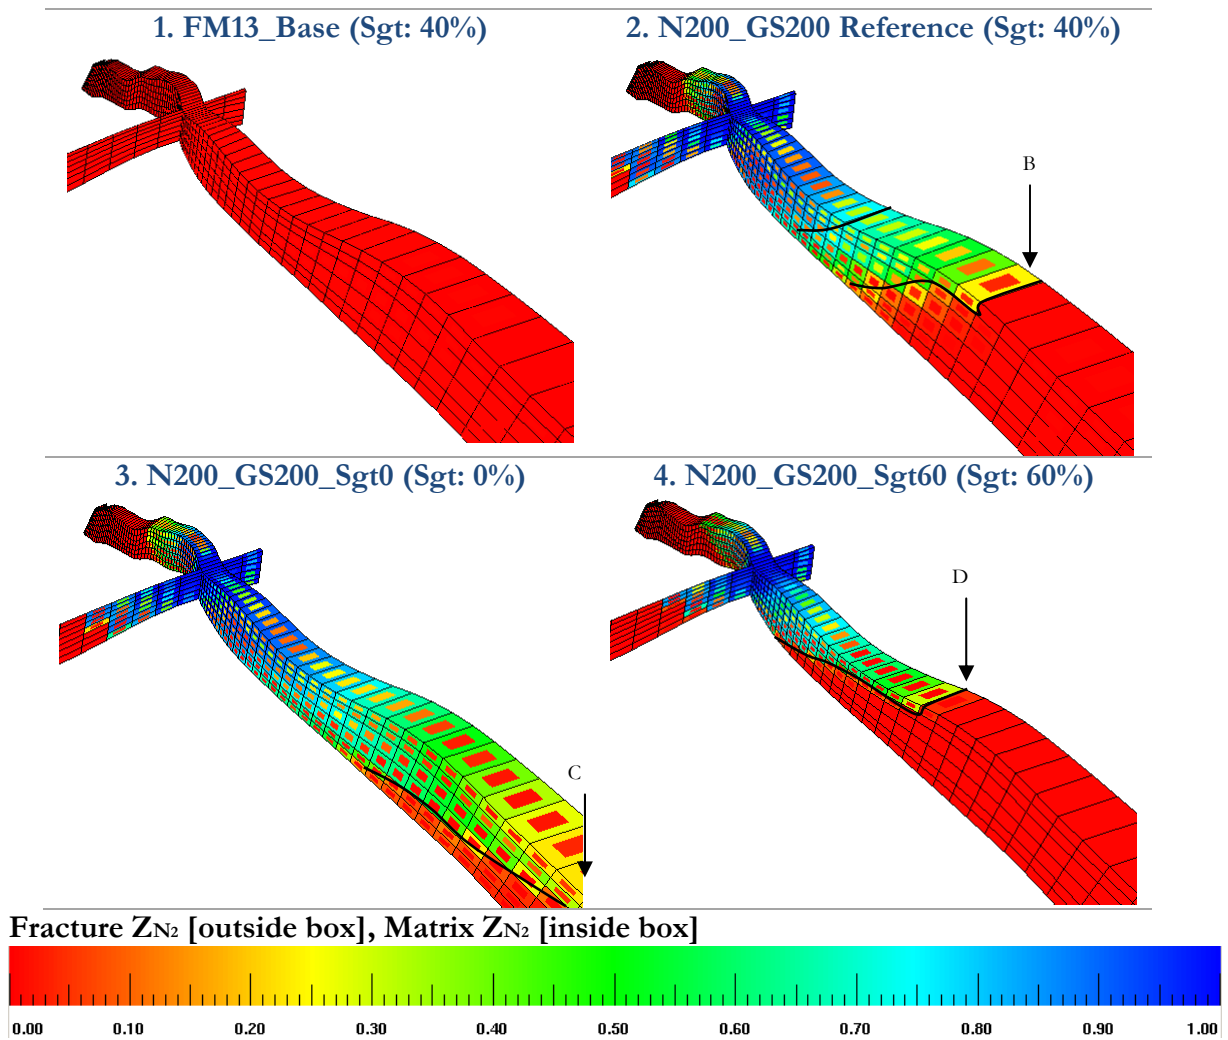 1. FM13_Base (Sgt: 40%)
2. N200_GS200 Reference (Sgt: 40%)
B
3. N200_GS200_Sgt0 (Sgt: 0%)
4. N200_GS200_Sgt60 (Sgt: 60%)
C
D
Fracture ZN2 [outside box], Matrix ZN2 [inside box]
0.00 0.10 0.20 0.30 0.40 0.50 0.60 0.70 0.80 0.90 1.00